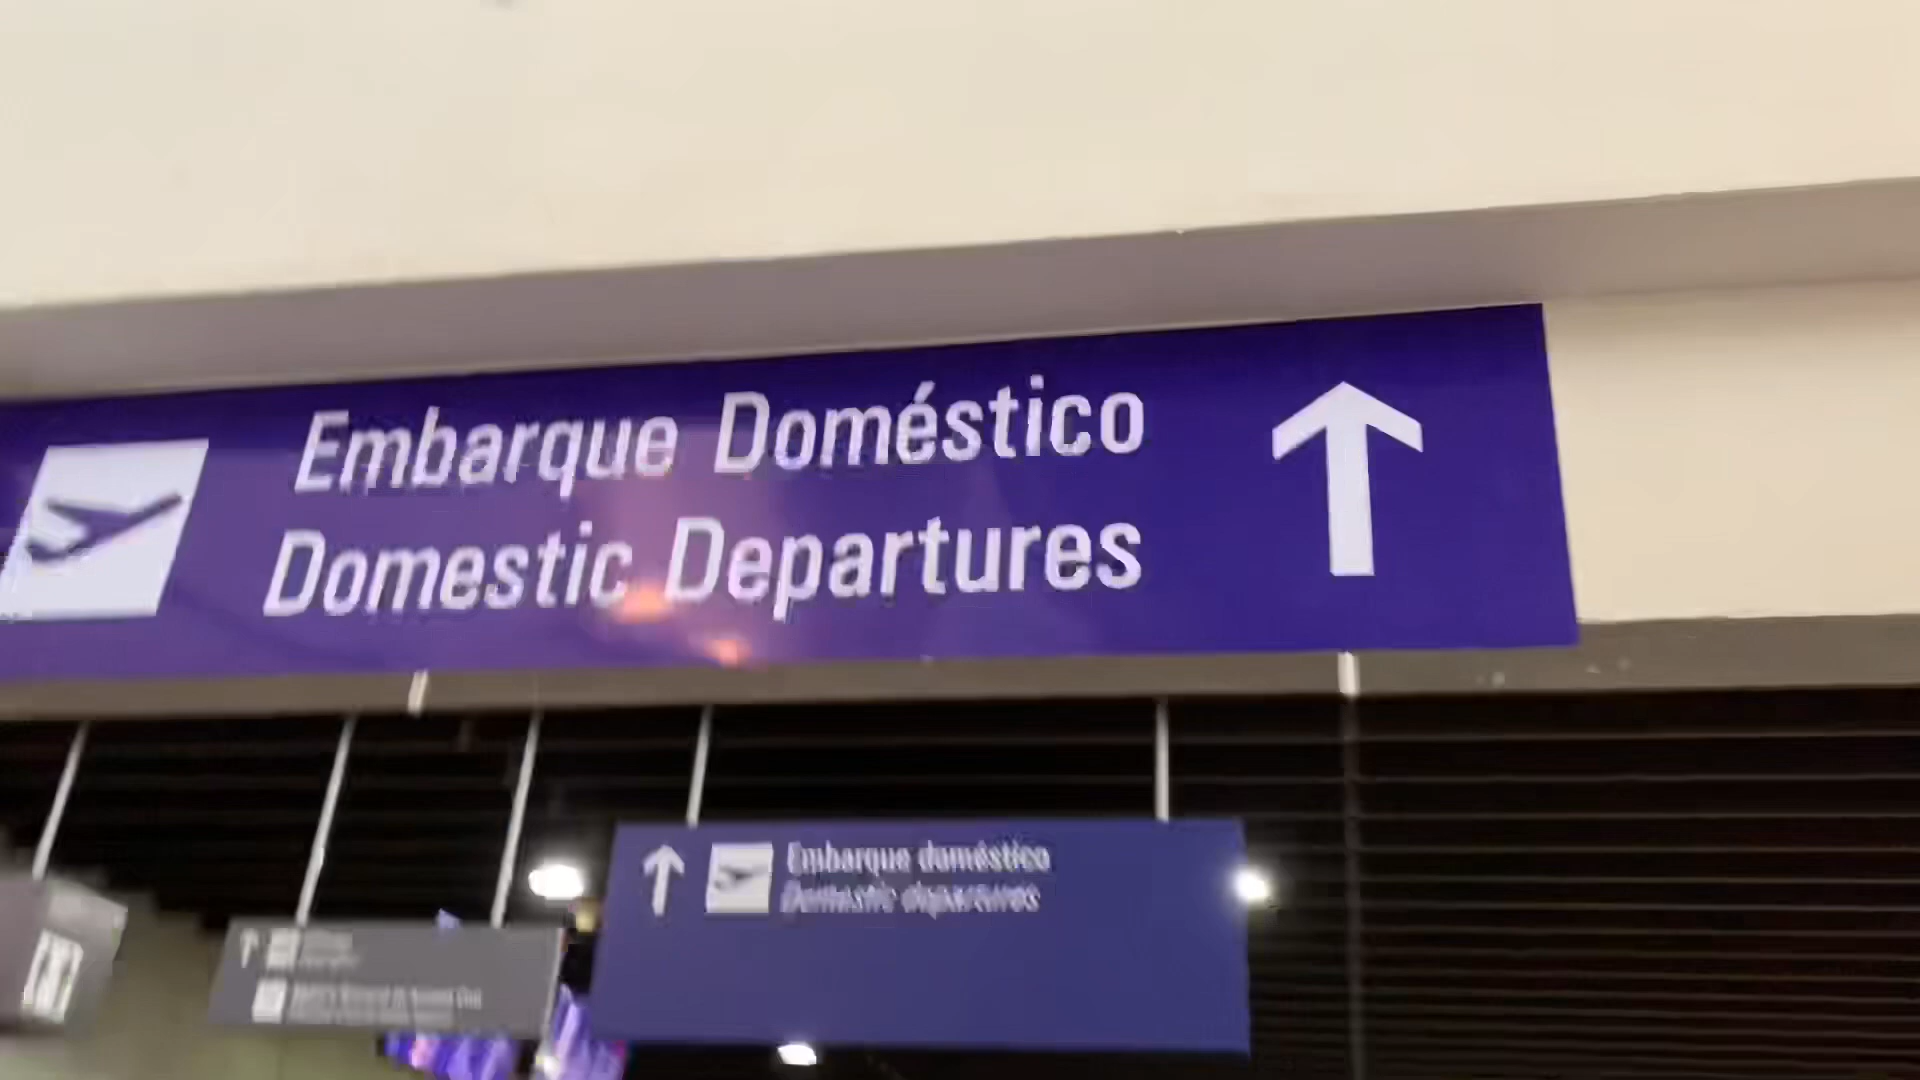 Embarque Doméstico
Domestic Departures
Embarque doméstico
Domestic departures